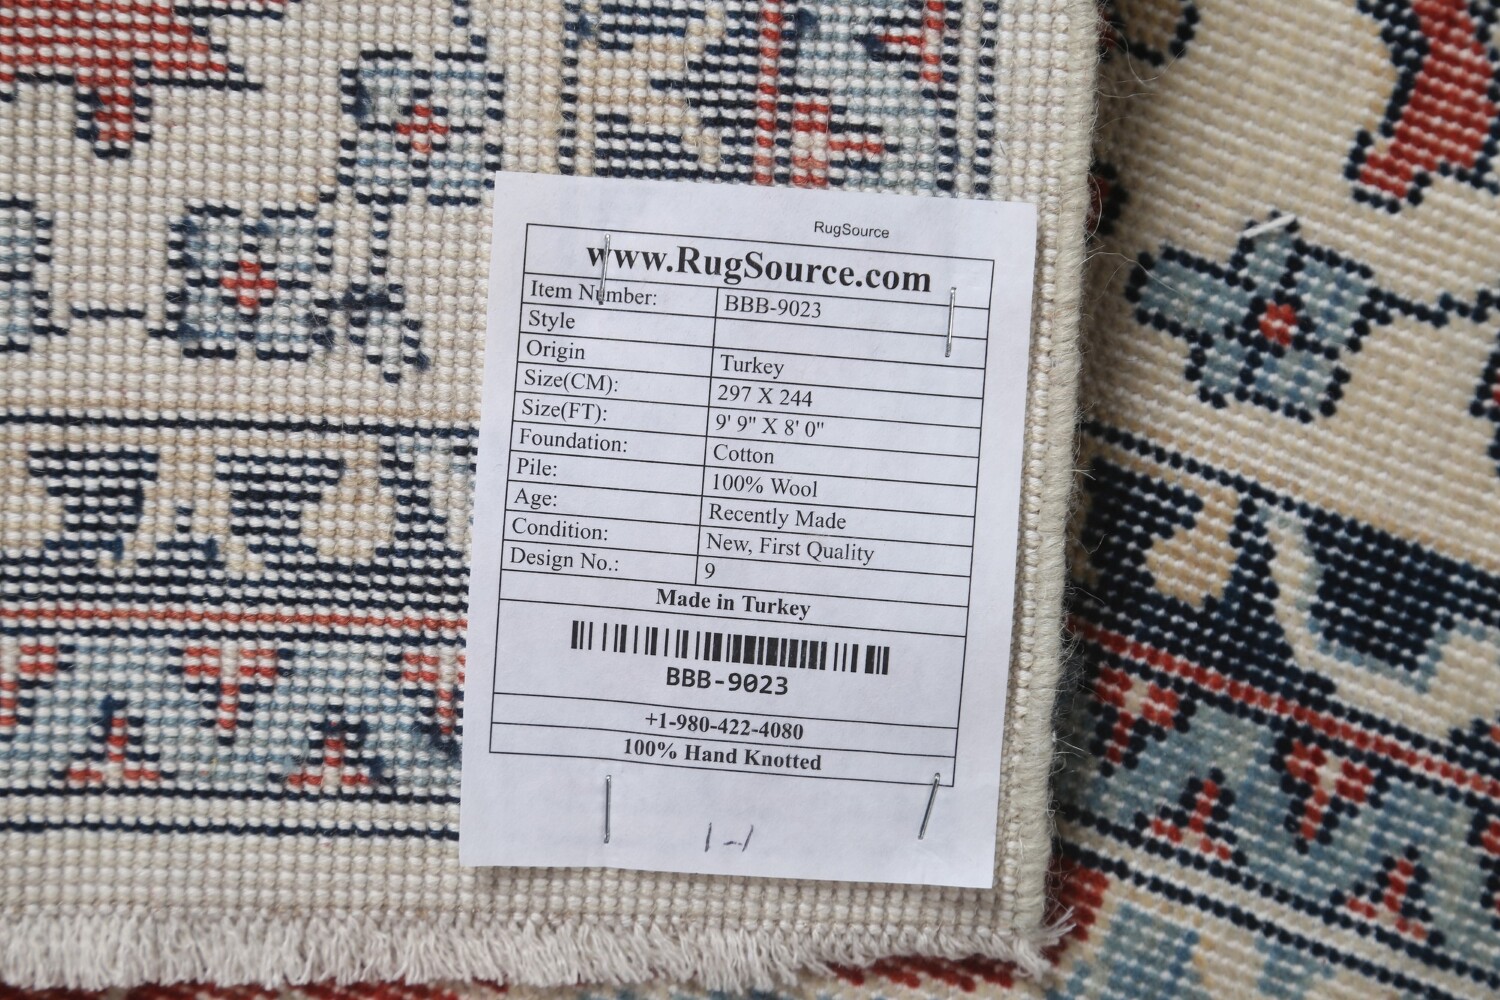 RugSource
www.RugSource.com
Item Number: BBB-9023
Style
Origin Turkey
Size(CM): 297 X 244
Size(FT): 9' 9" X 8' 0"
Foundation: Cotton
Pile: 100% Wool
Age: Recently Made
Condition: New, First Quality
Design No.: 9
Made in Turkey
BBB-9023
+1-980-422-4080
100% Hand Knotted
1-1